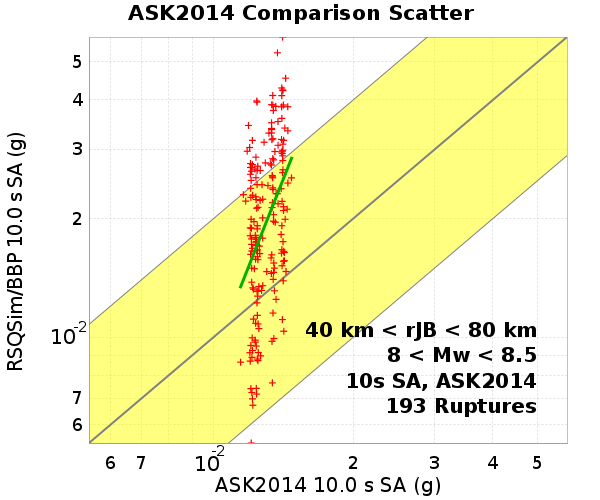 ASK2014 Comparison Scatter
RSQSim/BBP 10.0 s SA (g)
5
4
3
2
10-2
7
6
40 km < rJB < 80 km
8 < Mw < 8.5
10s SA, ASK2014
193 Ruptures
6 7 10-2 2 3 4 5
ASK2014 10.0 s SA (g)